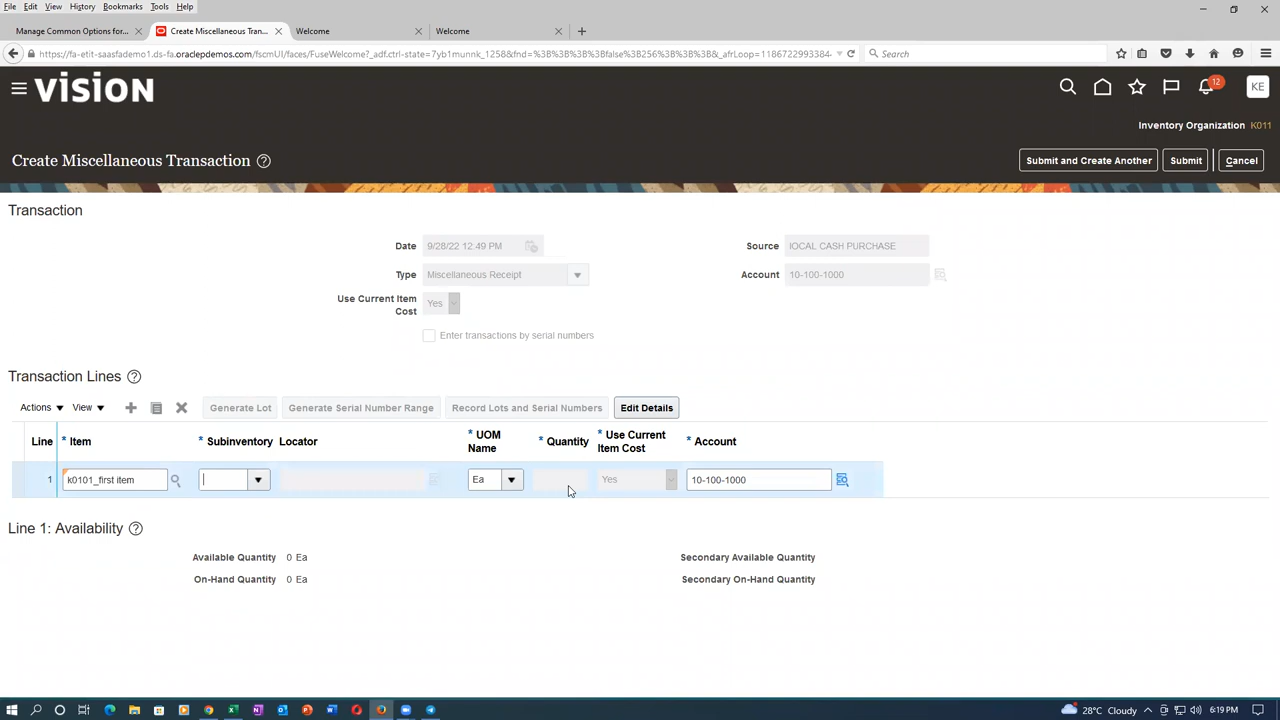 File Edit View History Bookmarks Tools Help
Manage Common Options for... × Create Miscellaneous Tran... × Welcome × Welcome × +
https://fa-etit-saasfademo1.ds-fa.oraclepdemos.com/fscmUI/faces/FuseWelcome?_adf.ctrl-state=7yb1munnk_1258&fnd=%3B%3B%3B%3Bfalse%3B256%3B%3B%3B&_afrLoop=11867229933844 Search
VISION
12
KE
Inventory Organization K011
Create Miscellaneous Transaction ?
Submit and Create Another Submit Cancel
Transaction
Date 9/28/22 12:49 PM Source lOCAL CASH PURCHASE
Type Miscellaneous Receipt Account 10-100-1000
Use Current Item Cost Yes
Enter transactions by serial numbers
Transaction Lines ?
Actions View Generate Lot Generate Serial Number Range Record Lots and Serial Numbers Edit Details
Line * Item * Subinventory Locator * UOM Name * Quantity * Use Current Item Cost * Account
1 k0101_first item Ea Yes 10-100-1000
Line 1: Availability ?
Available Quantity 0 Ea Secondary Available Quantity
On-Hand Quantity 0 Ea Secondary On-Hand Quantity
28°C Cloudy 6:19 PM